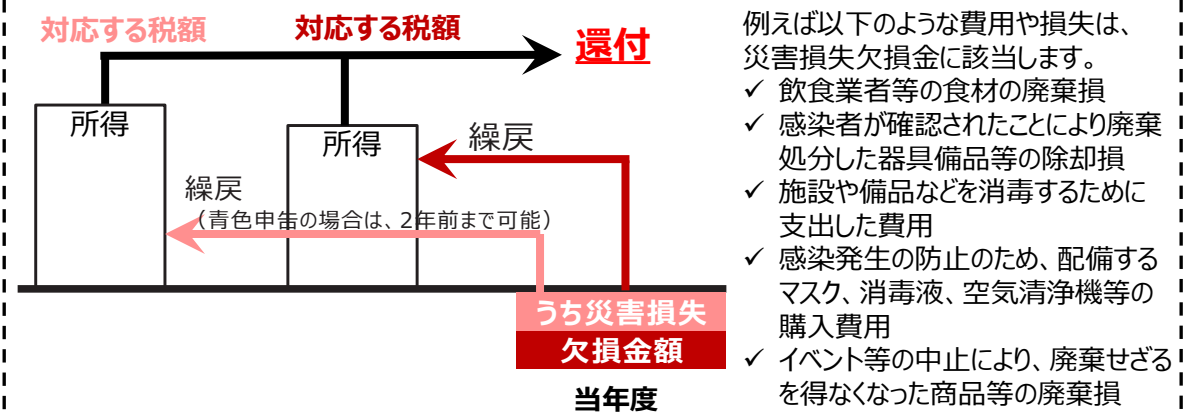 対応する税額
対応する税額
還付
所得
所得
繰戻
繰戻
（青色申告の場合は、2年前まで可能）
うち災害損失
欠損金額
当年度
例えば以下のような費用や損失は、
災害損失欠損金に該当します。
✓ 飲食業者等の食材の廃棄損
✓ 感染者が確認されたことにより廃棄
処分した器具備品等の除却損
✓ 施設や備品などを消毒するために
支出した費用
✓ 感染発生の防止のため、配備する
マスク、消毒液、空気清浄機等の
購入費用
✓ イベント等の中止により、廃棄せざる
を得なくなった商品等の廃棄損